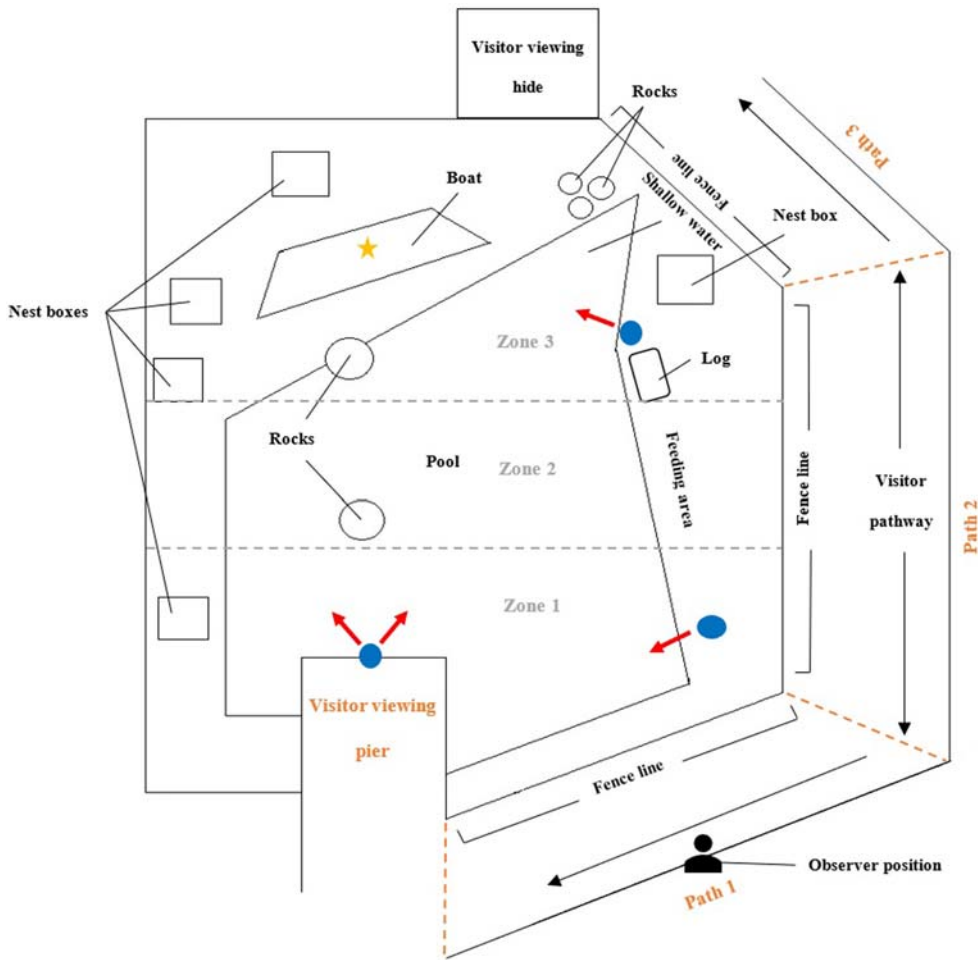 Visitor viewing
hide
Rocks
Path 3
Fence line
Shallow water
Boat
Nest box
Nest boxes
Zone 3
Log
Rocks
Pool
Zone 2
Feeding area
Fence line
Visitor
pathway
Path 2
Zone 1
Visitor viewing
pier
Fence line
Observer position
Path 1